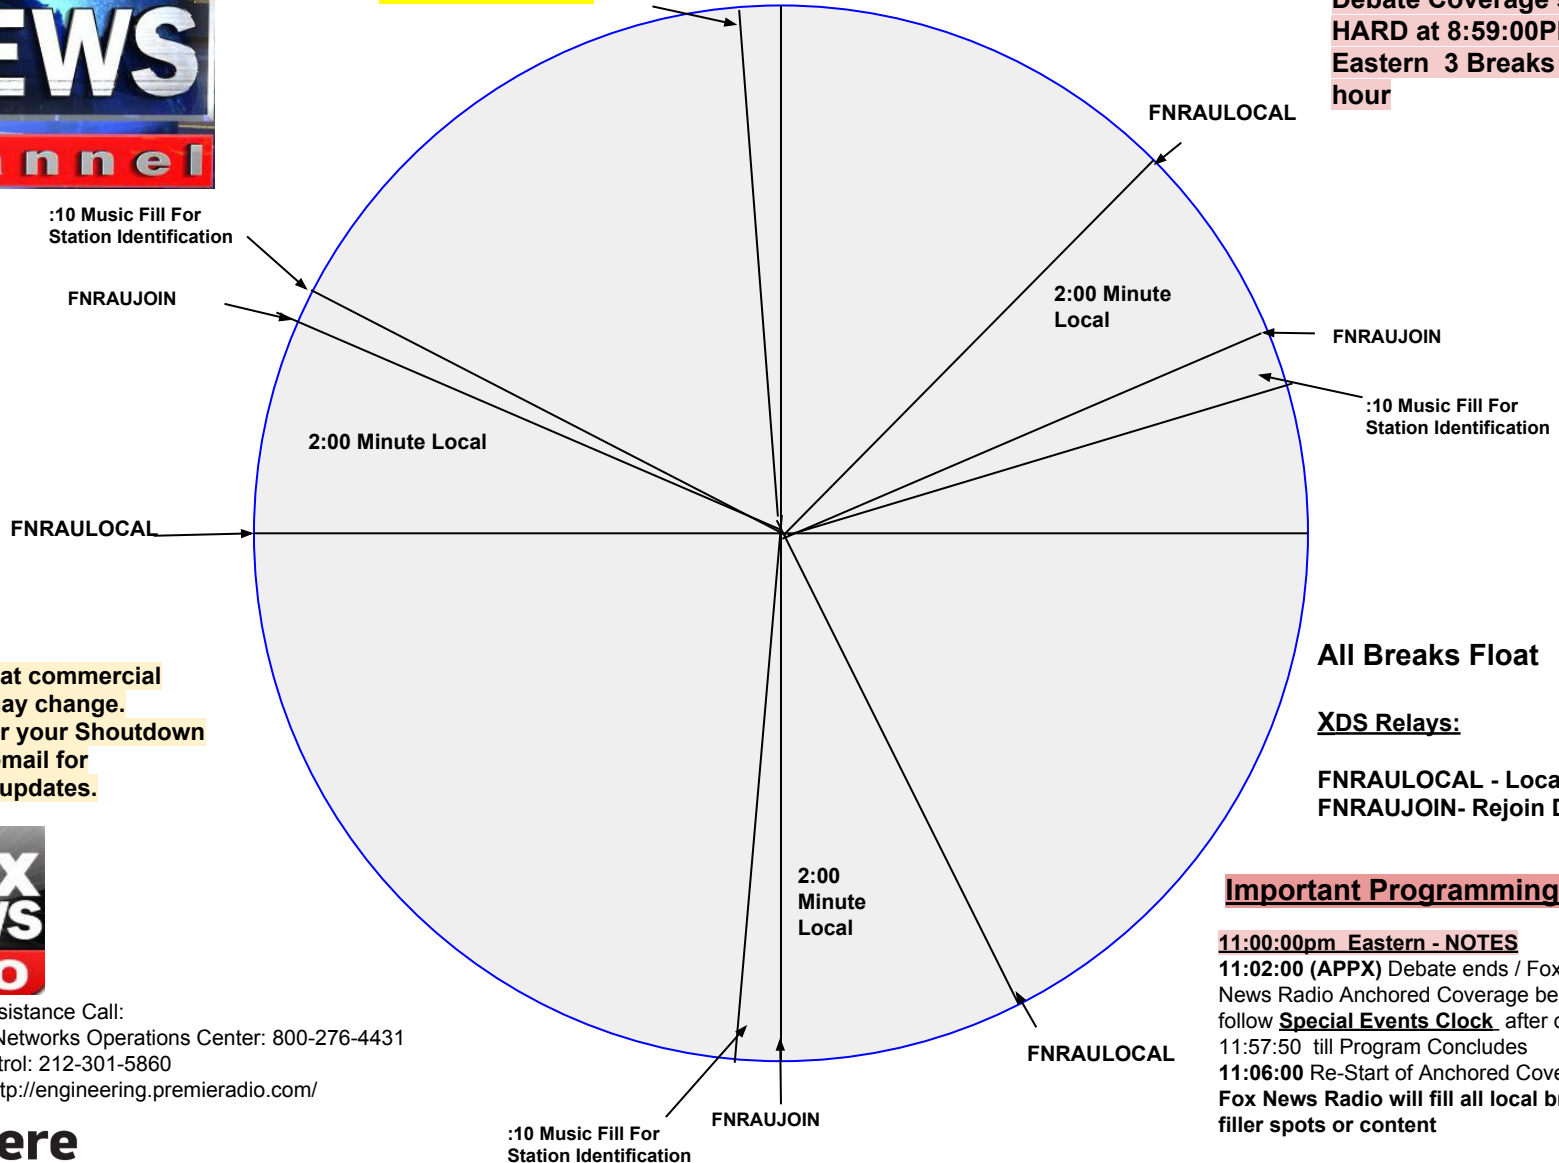 EWS
annel
Debate Coverage
HARD at 8:59:00P
Eastern 3 Breaks
hour
FNRAULOCAL
:10 Music Fill For
Station Identification
FNRAUJOIN
2:00 Minute
Local
FNRAUJOIN
:10 Music Fill For
Station Identification
2:00 Minute Local
FNRAULOCAL
All Breaks Float
XDS Relays:
FNRAULOCAL - Loca
FNRAUJOIN- Rejoin D
at commercial
may change.
r your Shoutdown
email for
updates.
X
WS
O
sistance Call:
Networks Operations Center: 800-276-4431
trol: 212-301-5860
tp://engineering.premieradio.com/
ere
2:00
Minute
Local
Important Programming
11:00:00pm Eastern - NOTES
11:02:00 (APPX) Debate ends / Fox
News Radio Anchored Coverage be
follow Special Events Clock after
11:57:50 till Program Concludes
11:06:00 Re-Start of Anchored Cove
Fox News Radio will fill all local br
filler spots or content
FNRAULOCAL
FNRAUJOIN
:10 Music Fill For
Station Identification